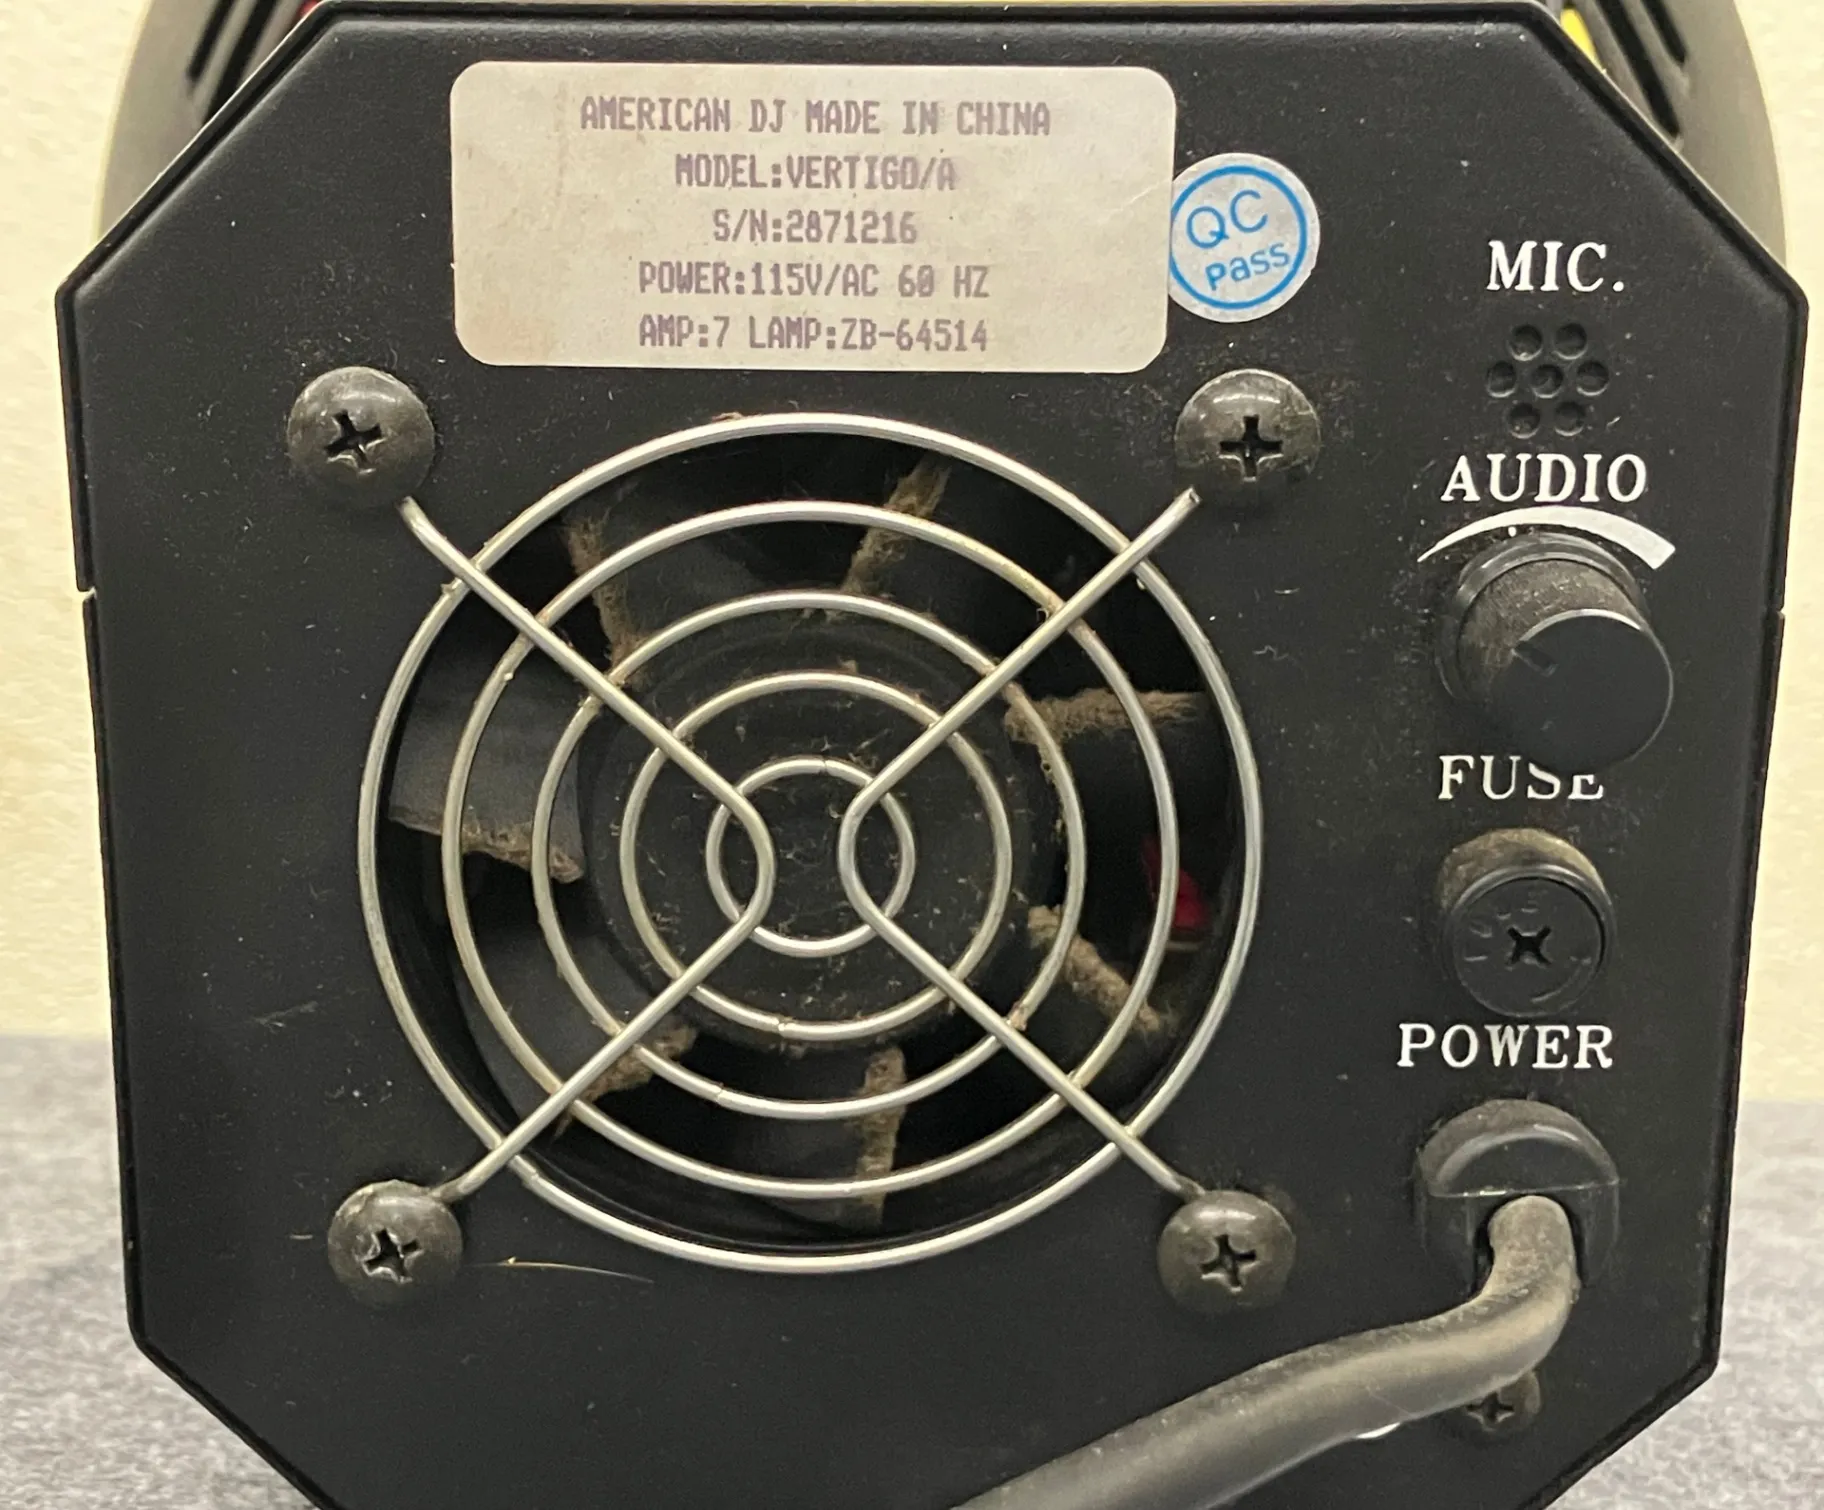 AMERICAN DJ MADE IN CHINA
MODEL:VERTIGO/A
S/N:2871216
POWER:115V/AC 60 HZ
AMP:7 LAMP:ZB-64514
QC
Pass
MIC.
AUDIO
FUSE
POWER